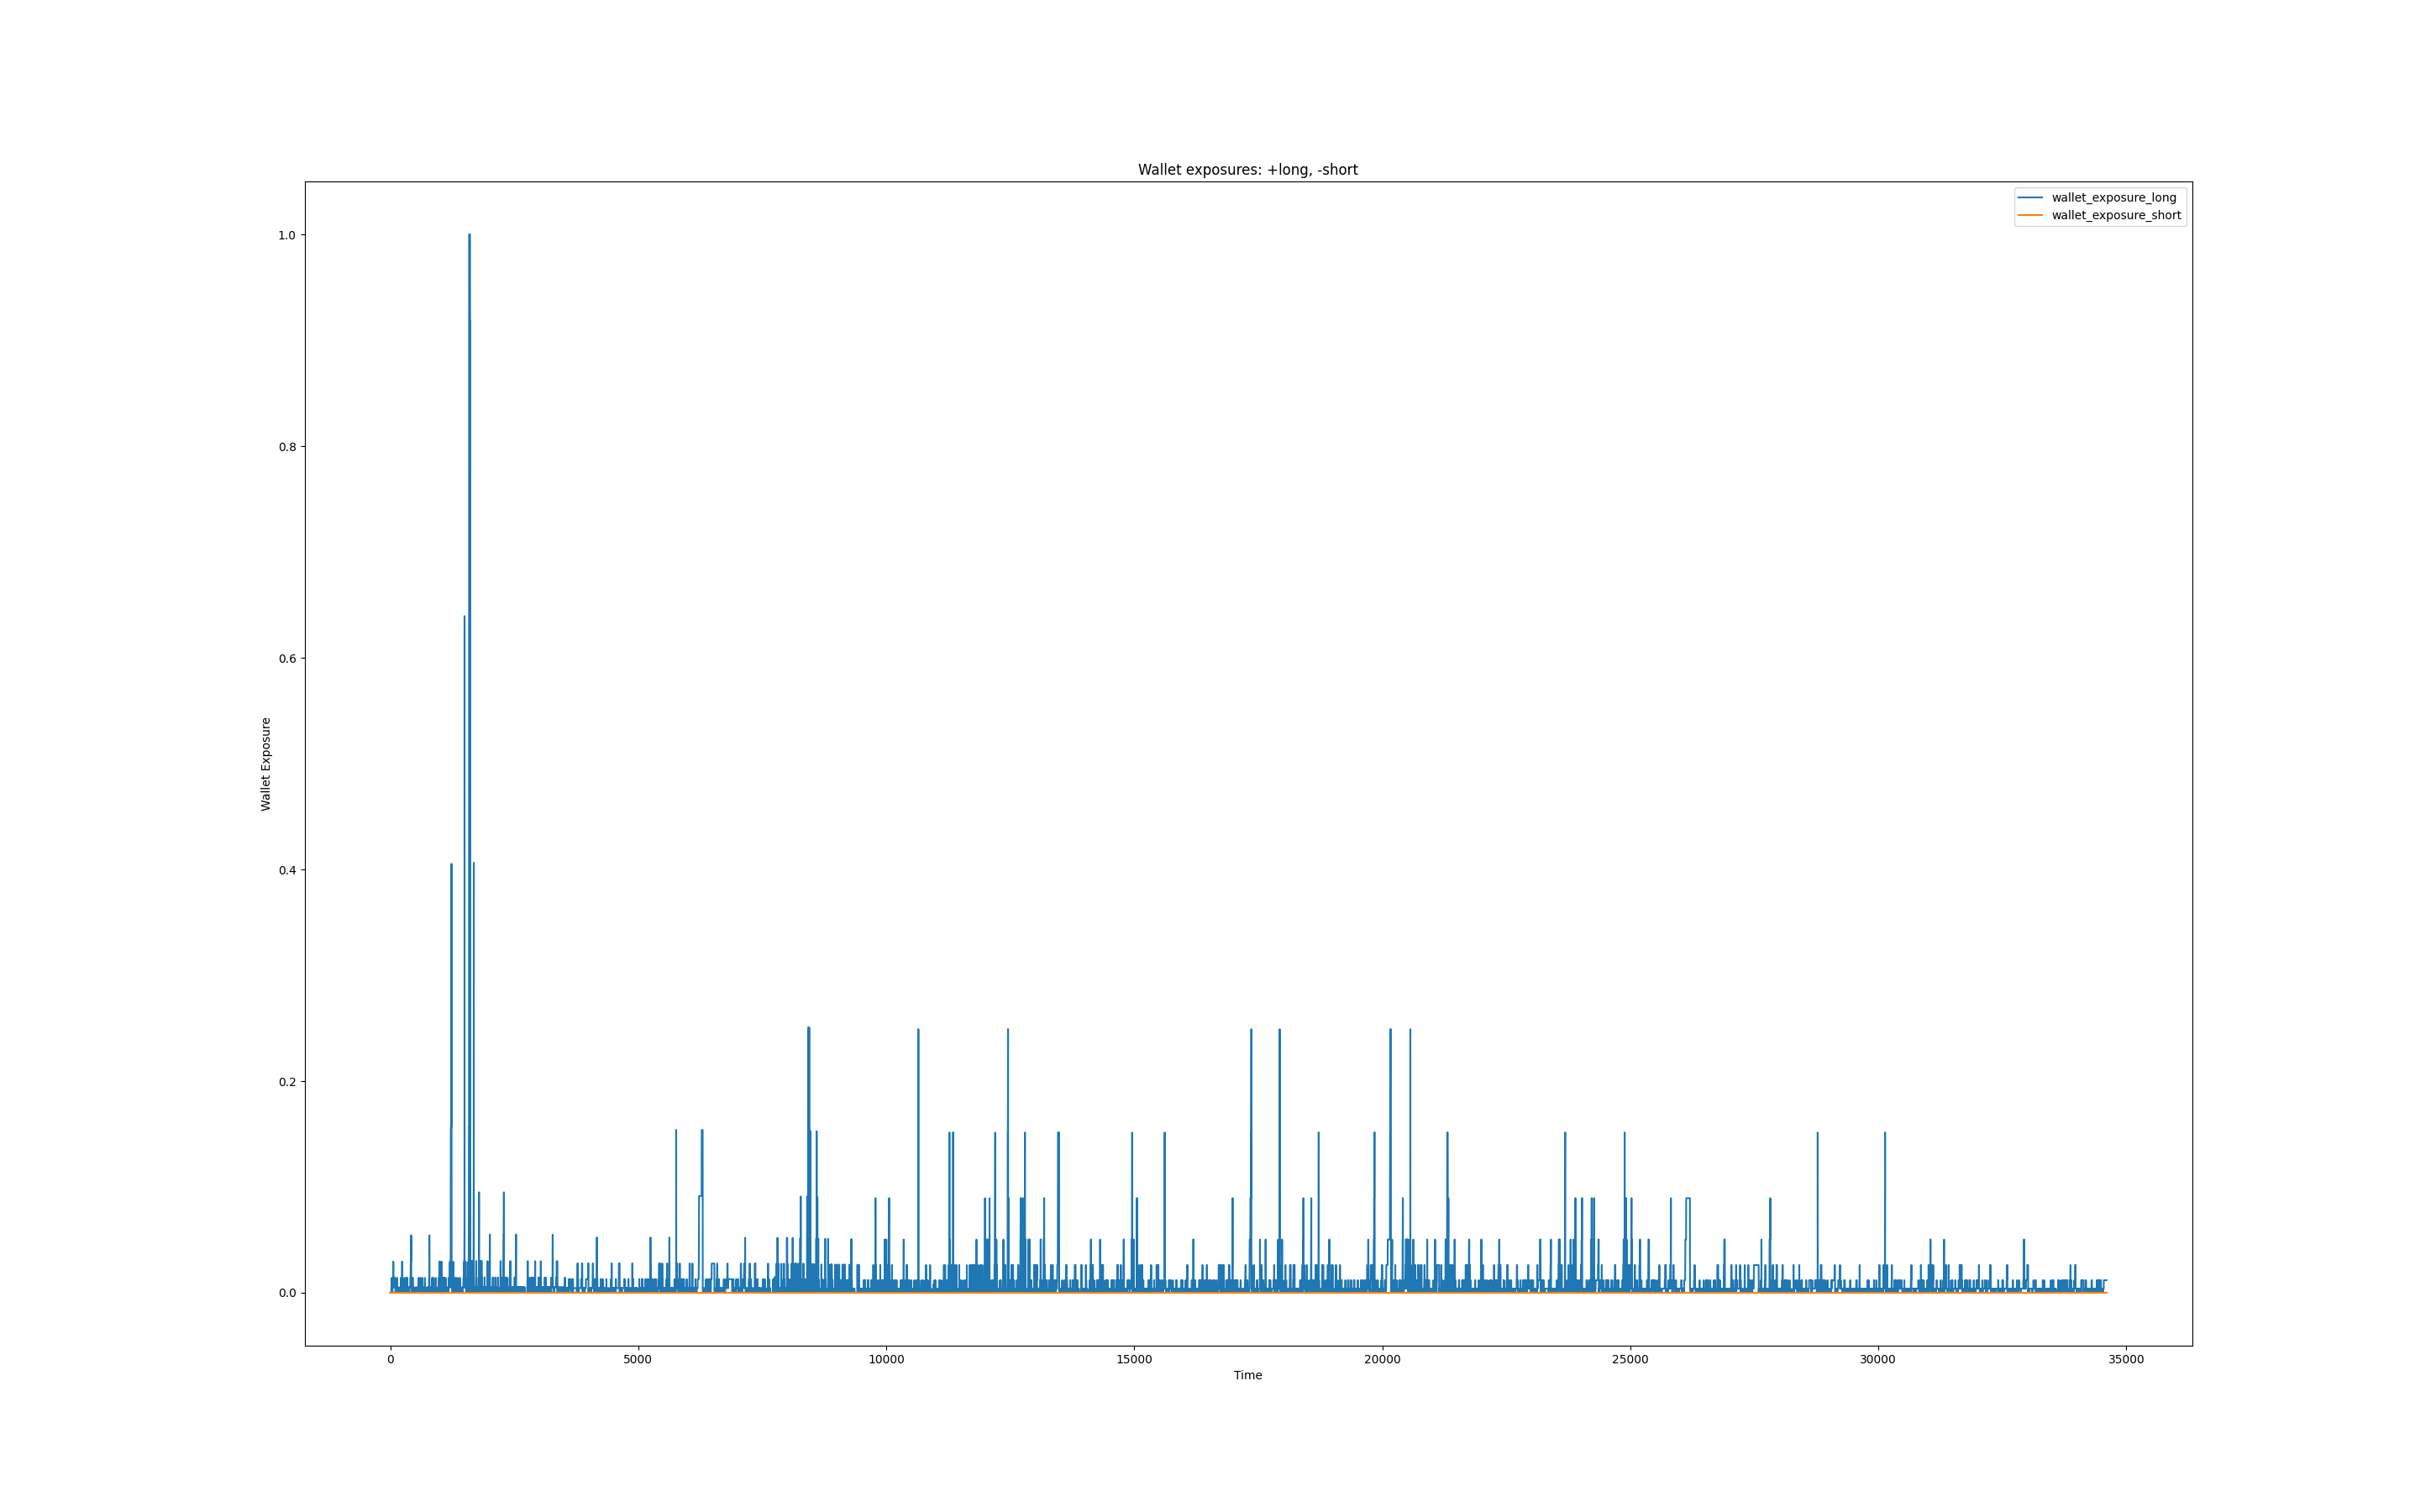 Wallet exposures: +long, -short
wallet_exposure_long
wallet_exposure_short
1.0
0.8
0.6
0.4
0.2
0.0
Wallet Exposure
0 5000 10000 15000 20000 25000 30000 35000
Time